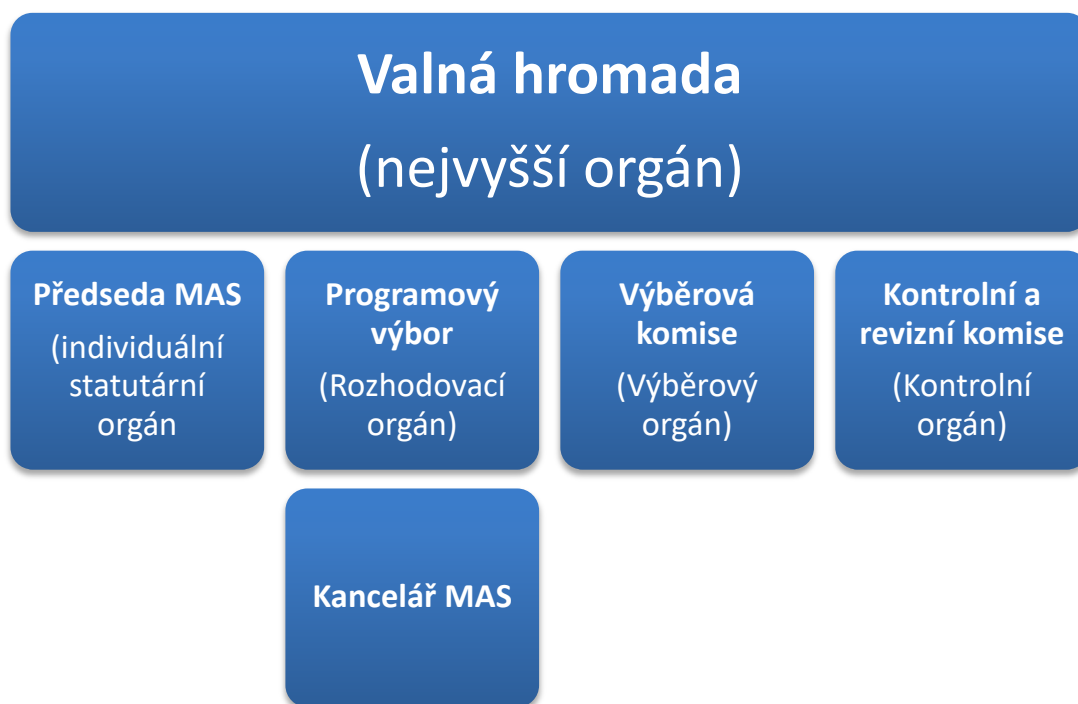 Valná hromada
(nejvyšší orgán)
Předseda MAS
(individuální
statutární
orgán
Programový
výbor
(Rozhodovací
orgán)
Výběrová
komise
(Výběrový
orgán)
Kontrolní a
revizní komise
(Kontrolní
orgán)
Kancelář MAS